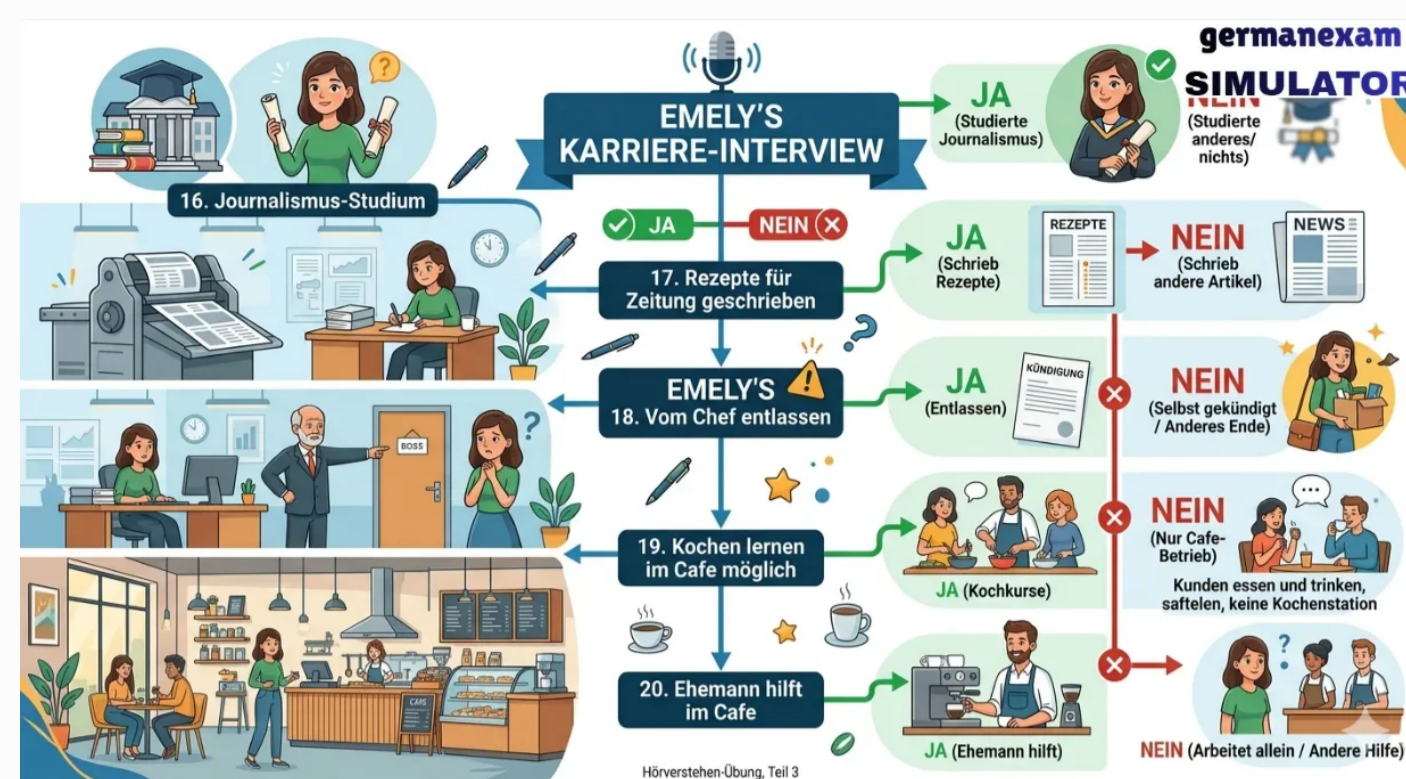 germanexam
SIMULATOR
EMELY'S
KARRIERE-INTERVIEW
JA
(Studierte
Journalismus)
NEIN
(Studierte
anderes/
nichts)
16. Journalismus-Studium
JA
NEIN
17. Rezepte für
Zeitung geschrieben
JA
(Schrieb
Rezepte)
REZEPTE
NEIN
(Schrieb
andere Artikel)
NEWS
EMELY'S
18. Vom Chef entlassen
JA
(Entlassen)
KÜNDIGUNG
NEIN
(Selbst gekündigt
/ Anderes Ende)
BOSS
19. Kochen lernen
im Cafe möglich
JA (Kochkurse)
NEIN
(Nur Cafe-
Betrieb)
Kunden essen und trinken,
saftelen, keine Kochenstation
CAFS
20. Ehemann hilft
im Cafe
JA (Ehemann hilft)
NEIN (Arbeitet allein / Andere Hilfe)
Hörverstehen-Übung, Teil 3